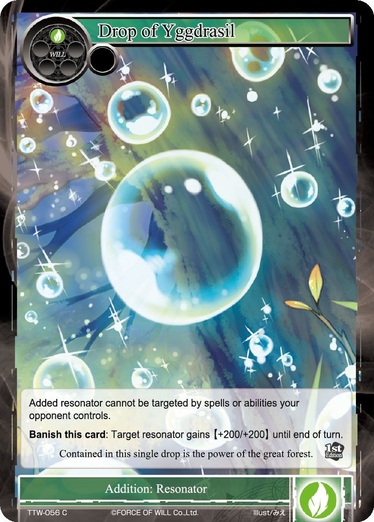 Drop of Yggdrasil
WILL
Added resonator cannot be targeted by spells or abilities your
opponent controls.
Banish this card: Target resonator gains 【+200/+200】 until end of turn.
1st
Edition
Contained in this single drop is the power of the great forest.
Addition: Resonator
TTW-056 C ©FORCE OF WILL Co.,Ltd. Illust/みえ